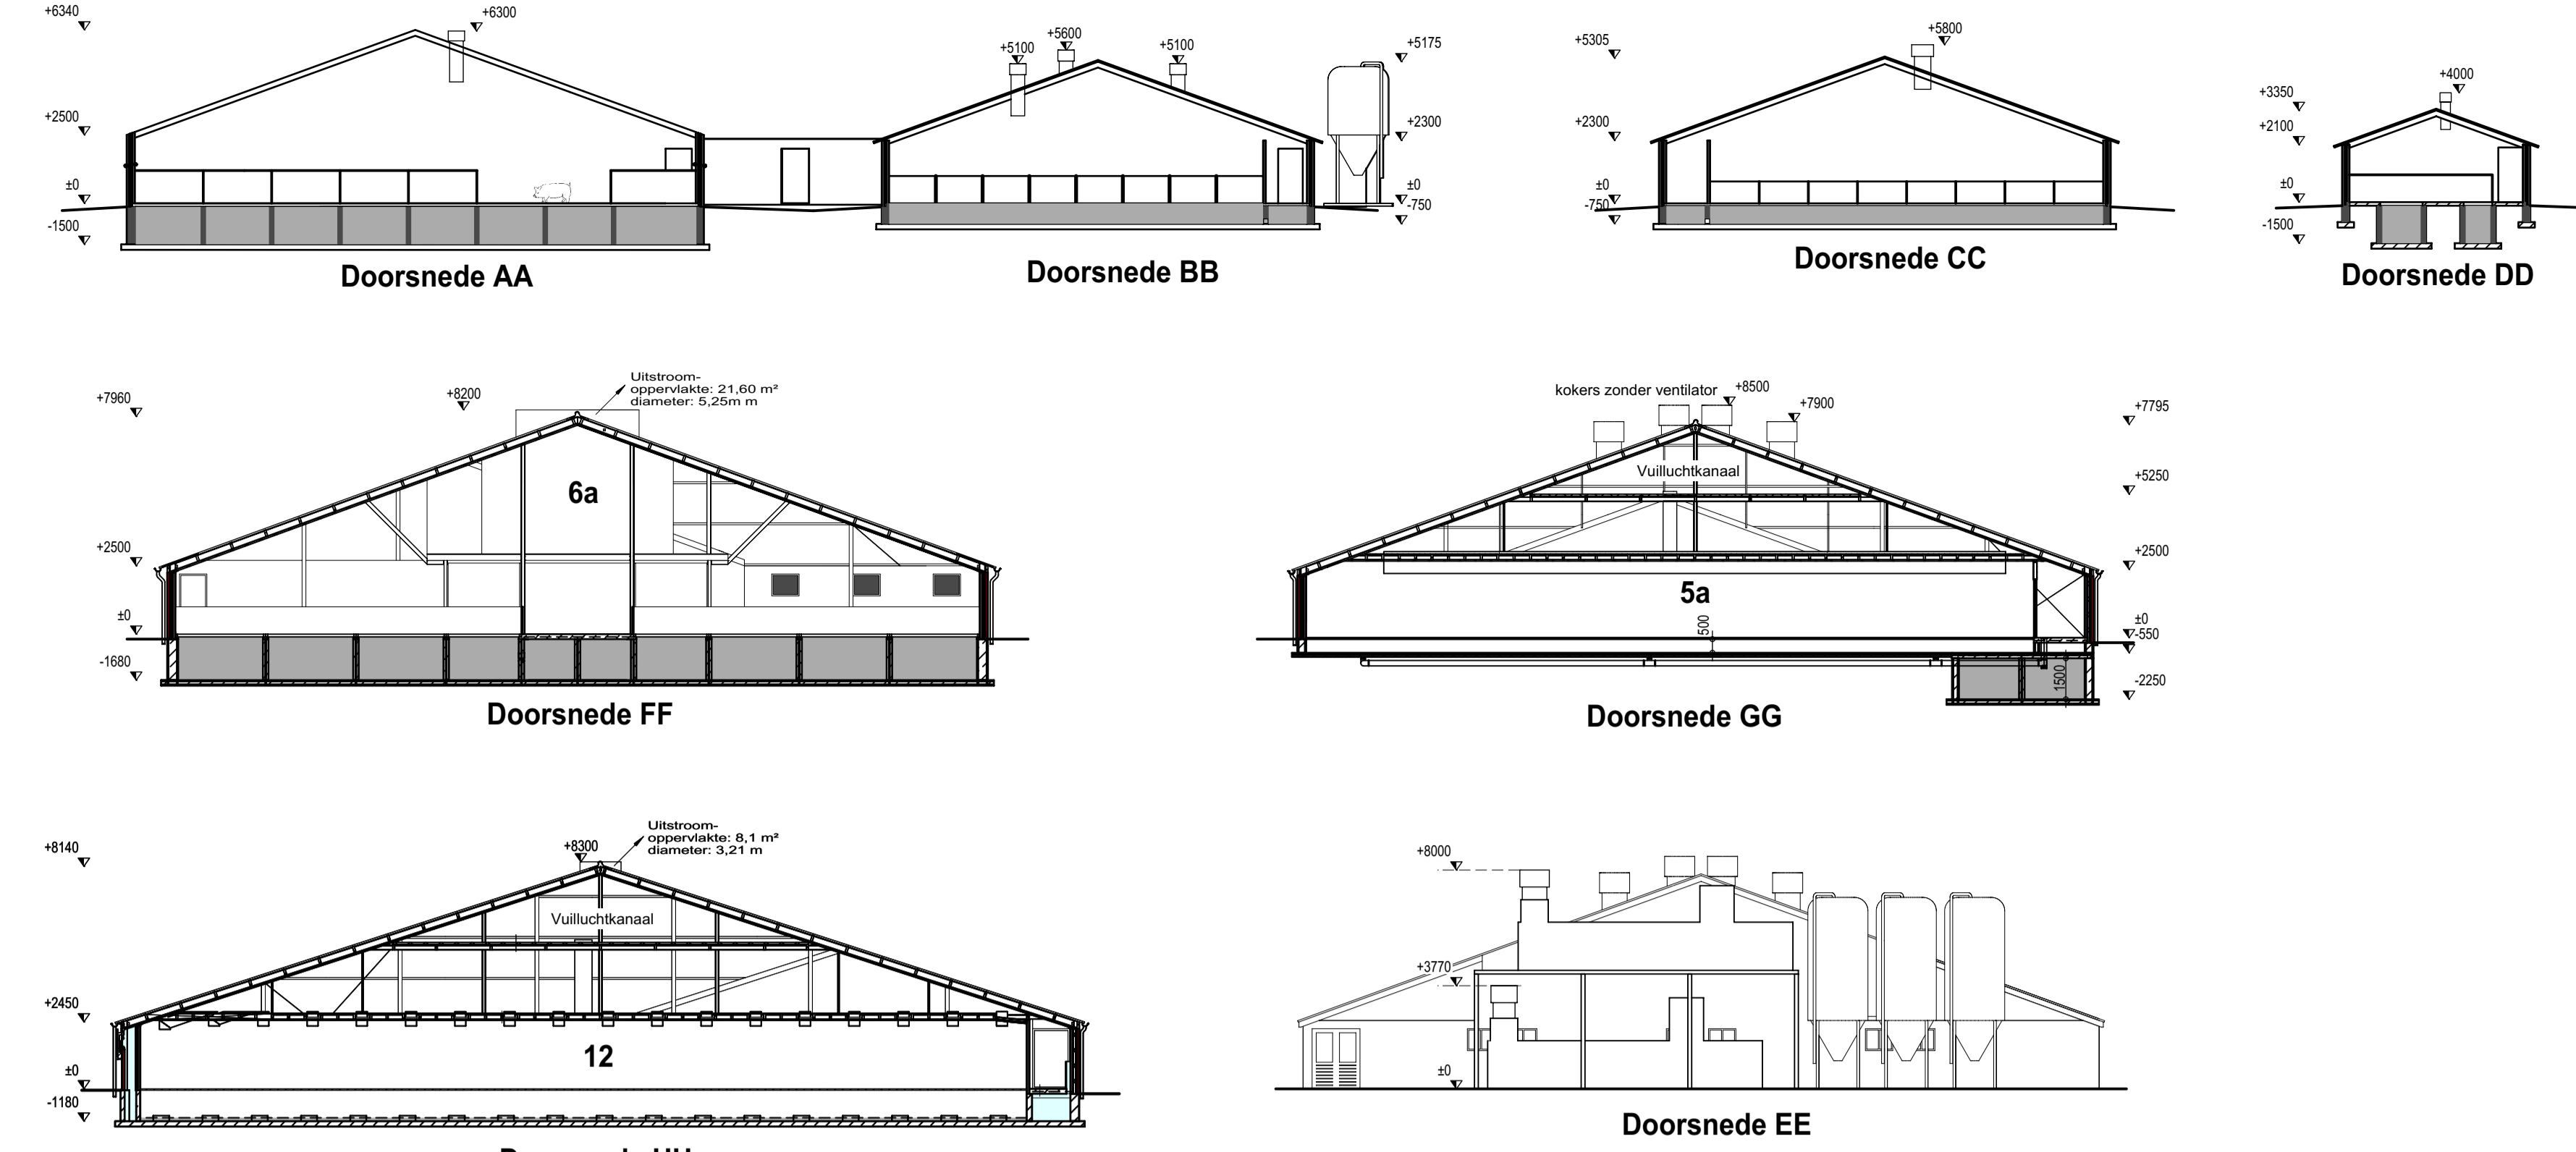 +6340
+6300
+2500
±0
-1500
Doorsnede AA
+5100
+5600
+5100
+5175
+2300
±0
-750
Doorsnede BB
+5305
+5800
+2300
±0
-750
Doorsnede CC
+4000
+3350
+2100
±0
-1500
Doorsnede DD
+7960
+8200
Uitstroom-
oppervlakte: 21,60 m²
diameter: 5,25m m
6a
+2500
±0
-1680
Doorsnede FF
kokers zonder ventilator
+8500
+7900
+7795
Vuilluchtkanaal
+5250
+2500
5a
500
±0
-550
1500
-2250
Doorsnede GG
+8140
+8300
Uitstroom-
oppervlakte: 8,1 m²
diameter: 3,21 m
Vuilluchtkanaal
+2450
12
±0
-1180
+8000
+3770
±0
Doorsnede EE